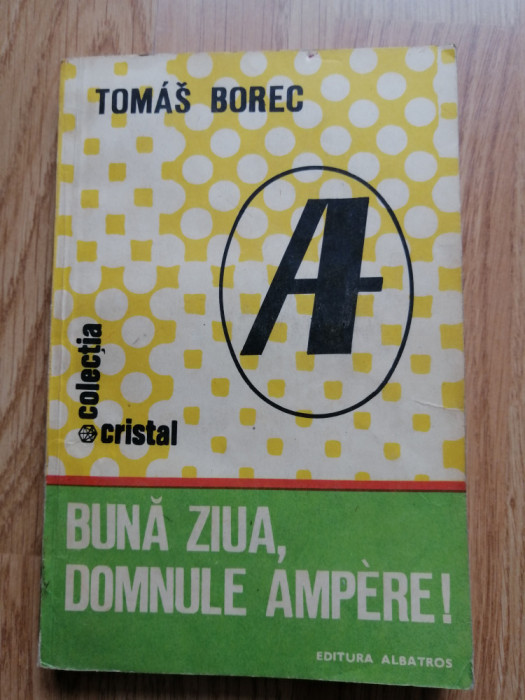 TOMÁŠ BOREC
A
colecția
cristal
BUNĂ ZIUA,
DOMNULE AMPÈRE!
EDITURA ALBATROS